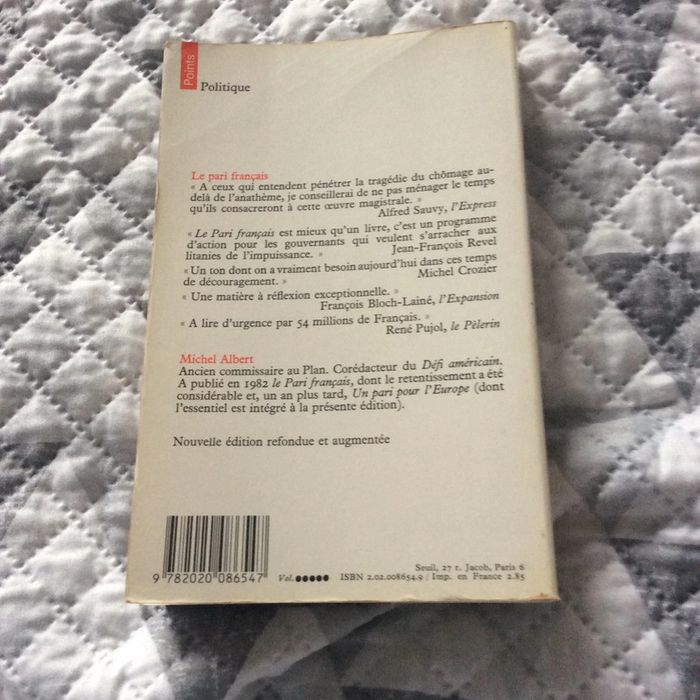 Points
Politique
Le pari français
« A ceux qui entendent pénétrer la tragédie du chômage au-
delà de l'anathème, je conseillerai de ne pas ménager le temps
qu'ils consacreront à cette œuvre magistrale. »
Alfred Sauvy, l'Express
« Le Pari français est mieux qu'un livre, c'est un programme
d'action pour les gouvernants qui veulent s'arracher aux
litanies de l'impuissance. »
Jean-François Revel
« Un ton dont on a vraiment besoin aujourd'hui dans ces temps
de découragement. »
Michel Crozier
« Une matière à réflexion exceptionnelle. »
François Bloch-Lainé, l'Expansion
« A lire d'urgence par 54 millions de Français. »
René Pujol, le Pèlerin
Michel Albert
Ancien commissaire au Plan. Corédacteur du Défi américain.
A publié en 1982 le Pari français, dont le retentissement a été
considérable et, un an plus tard, Un pari pour l'Europe (dont
l'essentiel est intégré à la présente édition).
Nouvelle édition refondue et augmentée
9 782020 086547
Vol. ●●●●●
Seuil, 27 r. Jacob, Paris 6
ISBN 2.02.008654.9 / Imp. en France 2.85